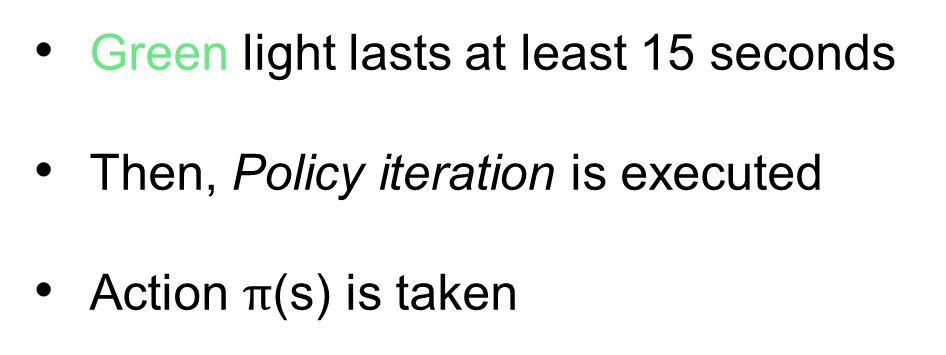 • Green light lasts at least 15 seconds
• Then, Policy iteration is executed
• Action π(s) is taken